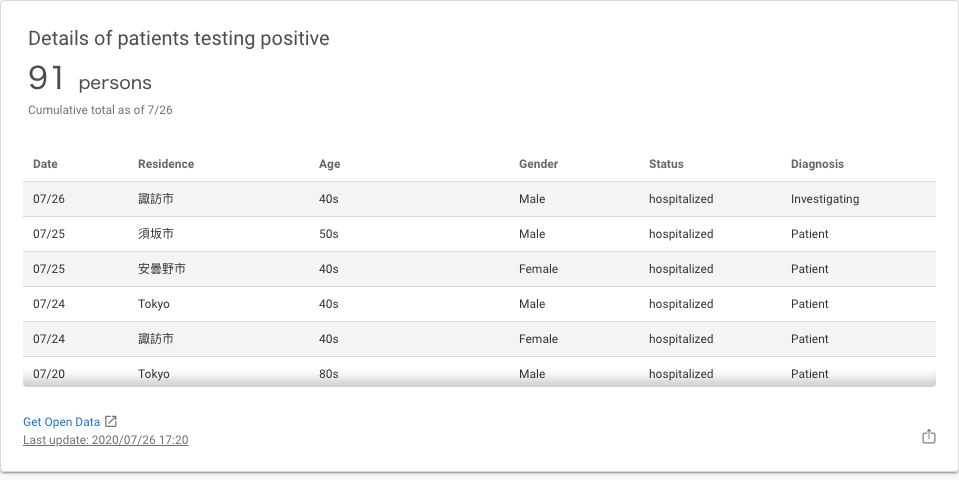 Details of patients testing positive
91 persons
Cumulative total as of 7/26
Date Residence Age Gender Status Diagnosis
07/26 諏訪市 40s Male hospitalized Investigating
07/25 須坂市 50s Male hospitalized Patient
07/25 安曇野市 40s Female hospitalized Patient
07/24 Tokyo 40s Male hospitalized Patient
07/24 諏訪市 40s Female hospitalized Patient
07/20 Tokyo 80s Male hospitalized Patient
Get Open Data
Last update: 2020/07/26 17:20